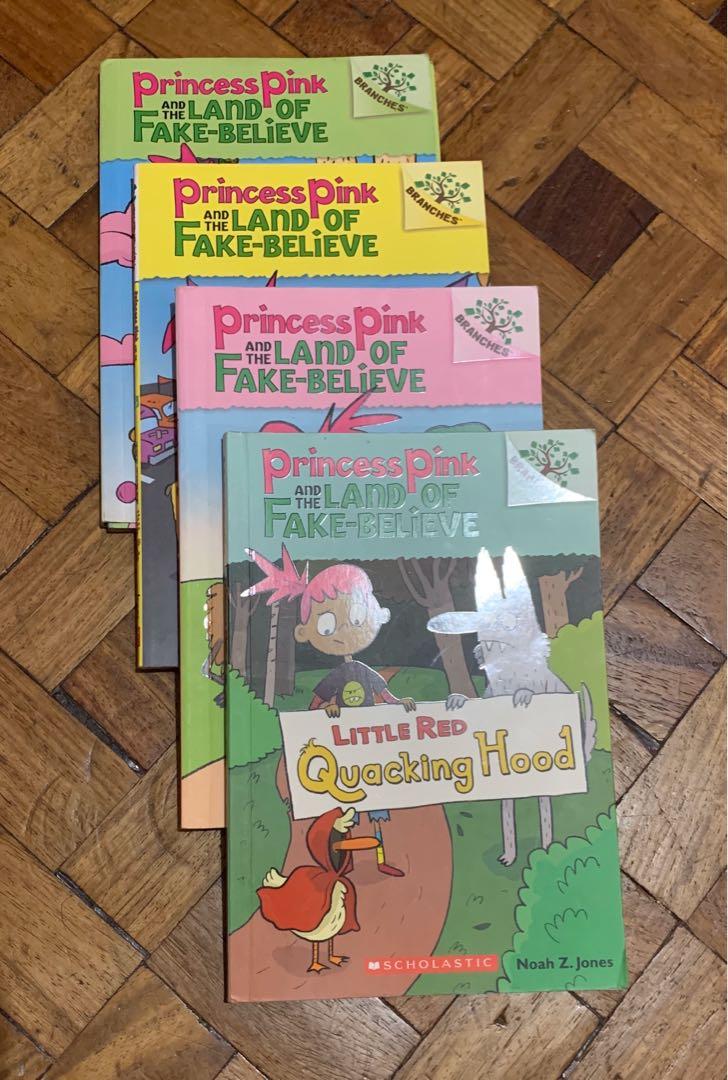 Princess Pink
AND THE LAND OF
FAKE-BELIEVE
BRANCHES
Princess Pink
AND THE LAND OF
FAKE-BELIEVE
BRANCHES
Princess Pink
AND THE LAND OF
FAKE-BELIEVE
BRANCHES
Princess Pink
AND THE LAND OF
FAKE-BELIEVE
BRANCHES
LITTLE RED
Quacking Hood
SCHOLASTIC
Noah Z. Jones